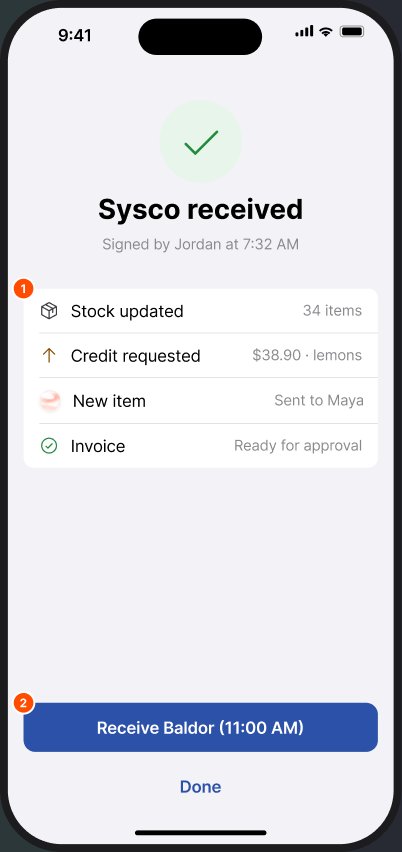 9:41
Sysco received
Signed by Jordan at 7:32 AM
1
Stock updated 34 items
Credit requested $38.90 · lemons
New item Sent to Maya
Invoice Ready for approval
2
Receive Baldor (11:00 AM)
Done